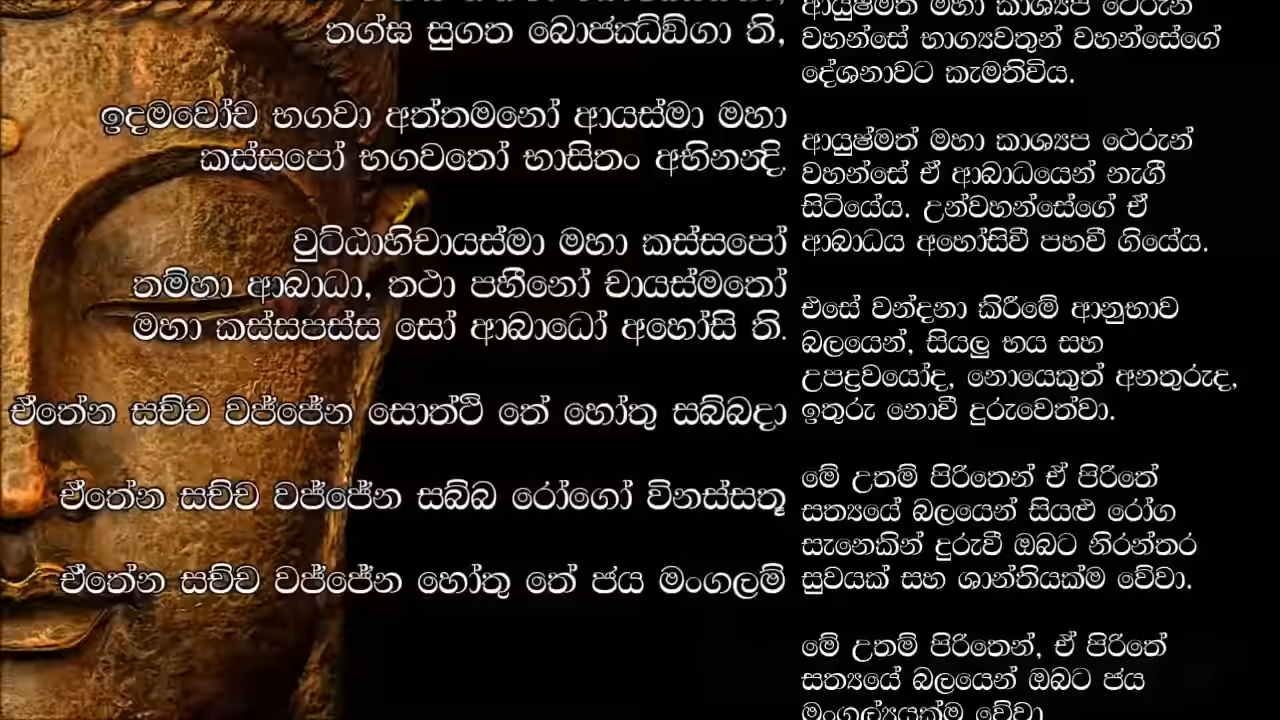 තග්ඝ සුගත බොජ්ඣඞ්ගා ති,
ඉදමවෝච භගවා අත්තමනෝ ආයස්මා මහා
කස්සපෝ භගවතෝ භාසිතං අභිනන්දි.
වුට්ඨාහිචායස්මා මහා කස්සපෝ
තම්හා ආබාධා, තථා පහීනෝ චායස්මතෝ
මහා කස්සපස්ස සෝ ආබාධෝ අහෝසි ති.
ඒතේන සච්ච වජ්ජේන සොත්ථි තේ හෝතු සබ්බදා
ඒතේන සච්ච වජ්ජේන සබ්බ රෝගෝ විනස්සතු
ඒතේන සච්ච වජ්ජේන හෝතු තේ ජය මංගලම්
ආයුෂ්මත් මහා කාශ්‍යප ථෙරුන්
වහන්සේ භාග්‍යවතුන් වහන්සේගේ
දේශනාවට කැමතිවිය.
ආයුෂ්මත් මහා කාශ්‍යප ථෙරුන්
වහන්සේ ඒ ආබාධයෙන් නැගී
සිටියේය. උන්වහන්සේගේ ඒ
ආබාධය අහෝසිවී පහවී ගියේය.
එසේ වන්දනා කිරීමේ ආනුභාව
බලයෙන්, සියලු භය සහ
උපද්‍රවයෝද, නොයෙකුත් අනතුරුද,
ඉතුරු නොවී දුරුවෙත්වා.
මේ උතම් පිරිතෙන් ඒ පිරිතේ
සත්‍යයේ බලයෙන් සියළු රෝග
සැනෙකින් දුරුවී ඔබට නිරන්තර
සුවයක් සහ ශාන්තියක්ම වේවා.
මේ උතම් පිරිතෙන්, ඒ පිරිතේ
සත්‍යයේ බලයෙන් ඔබට ජය
මංගල්‍යයක්ම වේවා